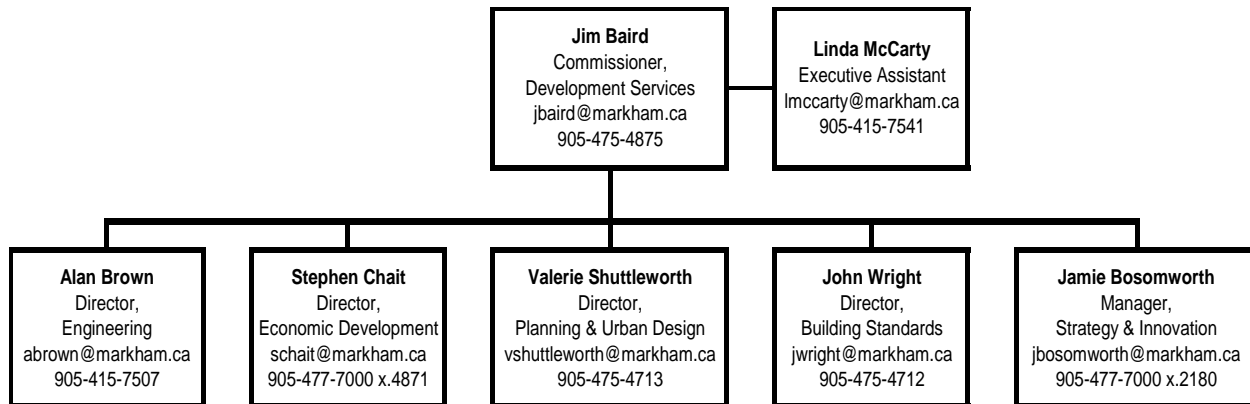 Jim Baird
Commissioner,
Development Services
jbaird@markham.ca
905-475-4875
Linda McCarty
Executive Assistant
lmccarty@markham.ca
905-415-7541
Alan Brown
Director,
Engineering
abrown@markham.ca
905-415-7507
Stephen Chait
Director,
Economic Development
schait@markham.ca
905-477-7000 x.4871
Valerie Shuttleworth
Director,
Planning & Urban Design
vshuttleworth@markham.ca
905-475-4713
John Wright
Director,
Building Standards
jwright@markham.ca
905-475-4712
Jamie Bosomworth
Manager,
Strategy & Innovation
jbosomworth@markham.ca
905-477-7000 x.2180